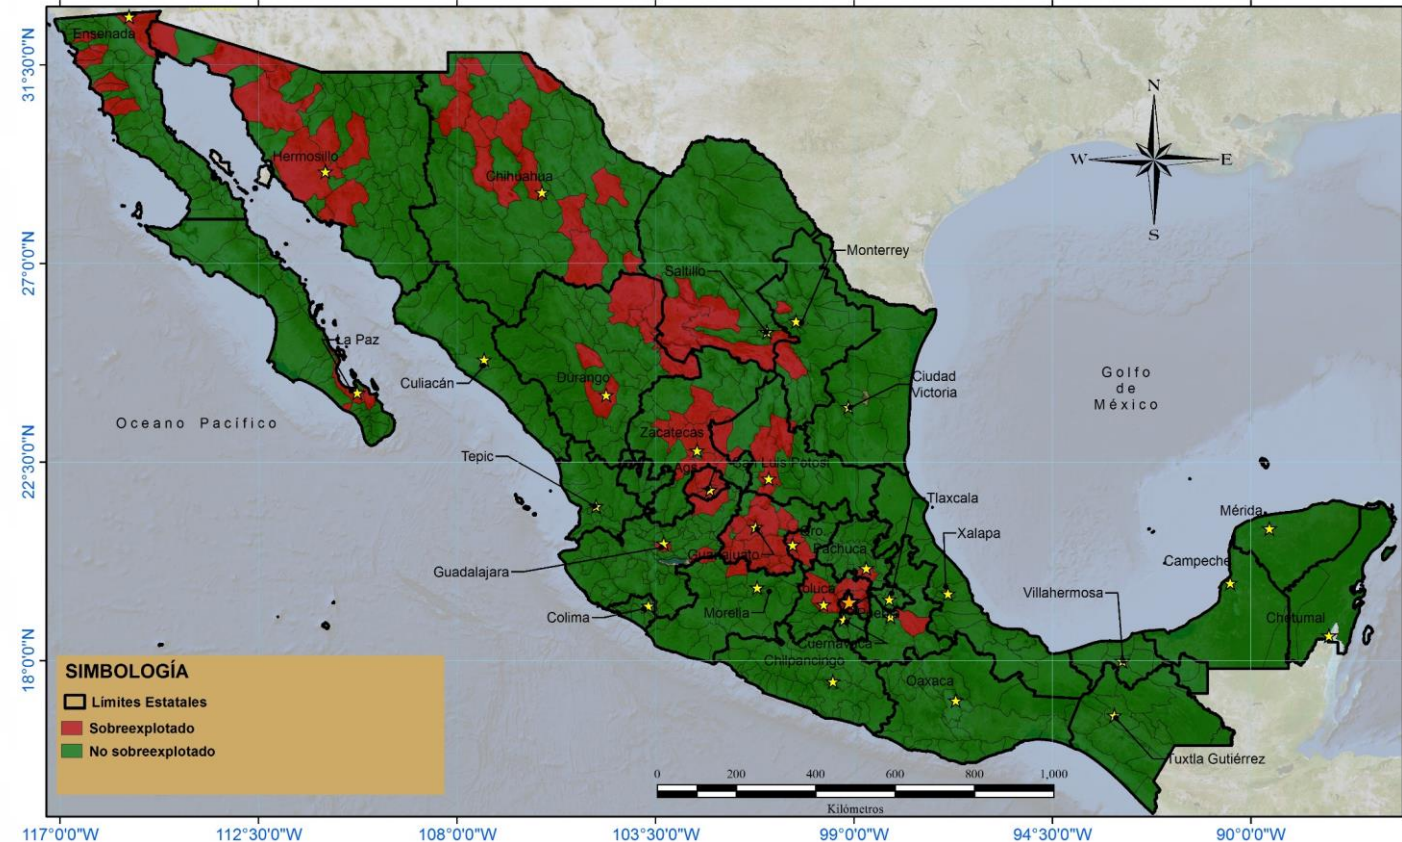 31°30'0"N
27°0'0"N
22°30'0"N
18°0'0"N
Ensenada
Hermosillo
Chihuahua
N
W
E
S
Monterrey
Saltillo
La Paz
Culiacán
Durango
Ciudad
Victoria
Golfo
de
México
Oceano Pacífico
Zacatecas
Tepic
Ags.
San Luis Potosí
Tlaxcala
Xalapa
Mérida
Qro.
Pachuca
Guanajuato
Guadalajara
Campeche
Toluca
Villahermosa
Colima
Morelia
Puebla
Chetumal
Cuernavaca
Chilpancingo
Oaxaca
Tuxtla Gutiérrez
SIMBOLOGÍA
Límites Estatales
Sobreexplotado
No sobreexplotado
0 200 400 600 800 1,000
Kilómetros
117°0'0"W 112°30'0"W 108°0'0"W 103°30'0"W 99°0'0"W 94°30'0"W 90°0'0"W